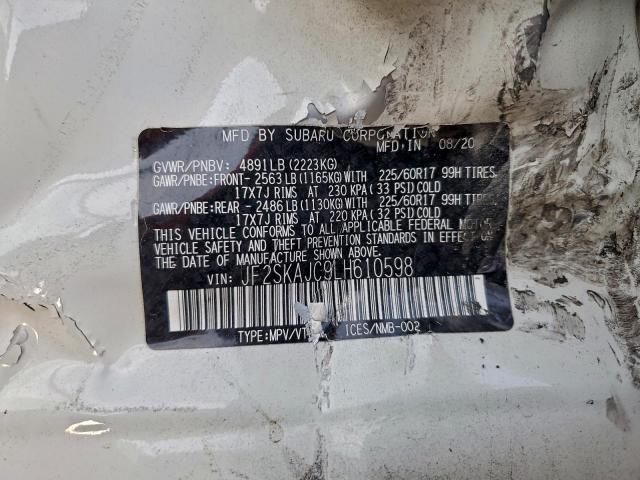 MFD BY SUBARU CORPORATION
MFD IN 08/20
GVWR/PNBV: 4891LB (2223KG)
GAWR/PNBE:FRONT- 2563LB (1165KG)WITH 225/60R17 99H TIRES
17X7J RIMS AT 230 KPA(33 PSI)COLD
GAWR/PNBE:REAR - 2486LB (1130KG)WITH 225/60R17 99H TIRES
17X7J RIMS AT 220 KPA(32 PSI)COLD
THIS VEHICLE CONFORMS TO ALL APPLICABLE FEDERAL MOTOR
VEHICLE SAFETY AND THEFT PREVENTION STANDARDS IN EFFECT
ON THE DATE OF MANUFACTURE SHOWN ABOVE.
VIN: JF2SKAJC9LH610598
TYPE:MPV/VT ICES/NMB-002